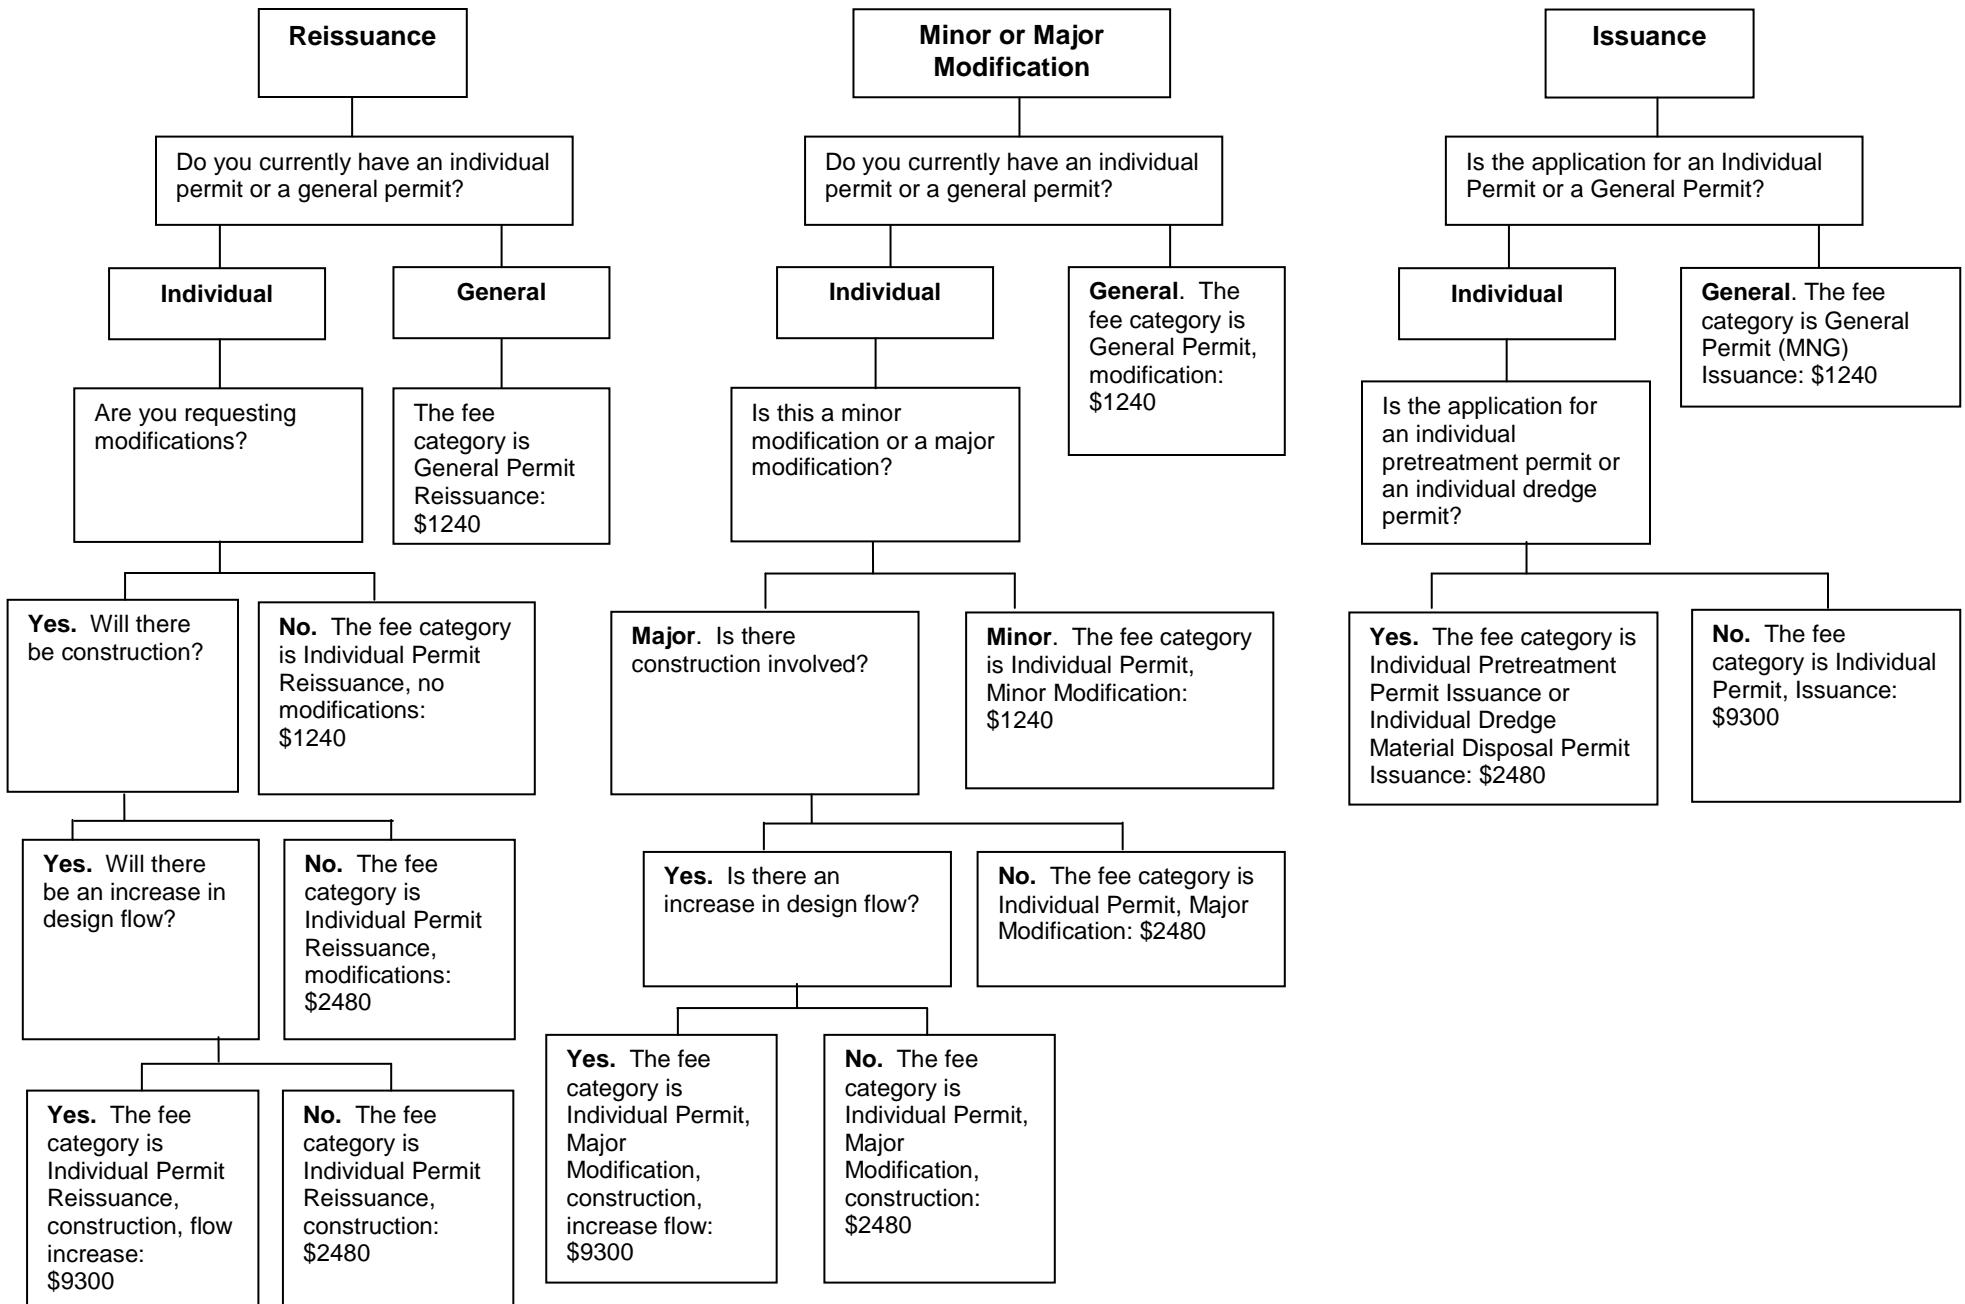 Reissuance
Minor or Major
Modification
Issuance
Do you currently have an individual
permit or a general permit?
Do you currently have an individual
permit or a general permit?
Is the application for an Individual
Permit or a General Permit?
Individual
General
Individual
General. The
fee category is
General Permit,
modification:
$1240
Individual
General. The fee
category is General
Permit (MNG)
Issuance: $1240
Are you requesting
modifications?
The fee
category is
General Permit
Reissuance:
$1240
Is this a minor
modification or a major
modification?
Is the application for
an individual
pretreatment permit or
an individual dredge
permit?
Yes. Will there
be construction?
No. The fee category
is Individual Permit
Reissuance, no
modifications:
$1240
Major. Is there
construction involved?
Minor. The fee category
is Individual Permit,
Minor Modification:
$1240
Yes. The fee category is
Individual Pretreatment
Permit Issuance or
Individual Dredge
Material Disposal Permit
Issuance: $2480
No. The fee
category is Individual
Permit, Issuance:
$9300
Yes. Will there
be an increase in
design flow?
No. The fee
category is
Individual Permit
Reissuance,
modifications:
$2480
Yes. Is there an
increase in design flow?
No. The fee category is
Individual Permit, Major
Modification: $2480
Yes. The fee
category is
Individual Permit
Reissuance,
construction, flow
increase:
$9300
No. The fee
category is
Individual Permit
Reissuance,
construction:
$2480
Yes. The fee
category is
Individual Permit,
Major
Modification,
construction,
increase flow:
$9300
No. The fee
category is
Individual Permit,
Major
Modification,
construction:
$2480